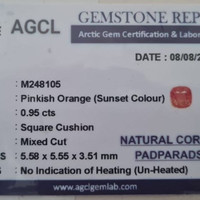 AGCL
GEMSTONE REP
Arctic Gem Certification & Labora
DATE : 08/08/2
: M248105
: Pinkish Orange (Sunset Colour)
: 0.95 cts
: Square Cushion
: Mixed Cut
NATURAL COR
: 5.58 x 5.55 x 3.51 mm
PADPARADS
S : No Indication of Heating (Un-Heated)
www.agclgemlab.com